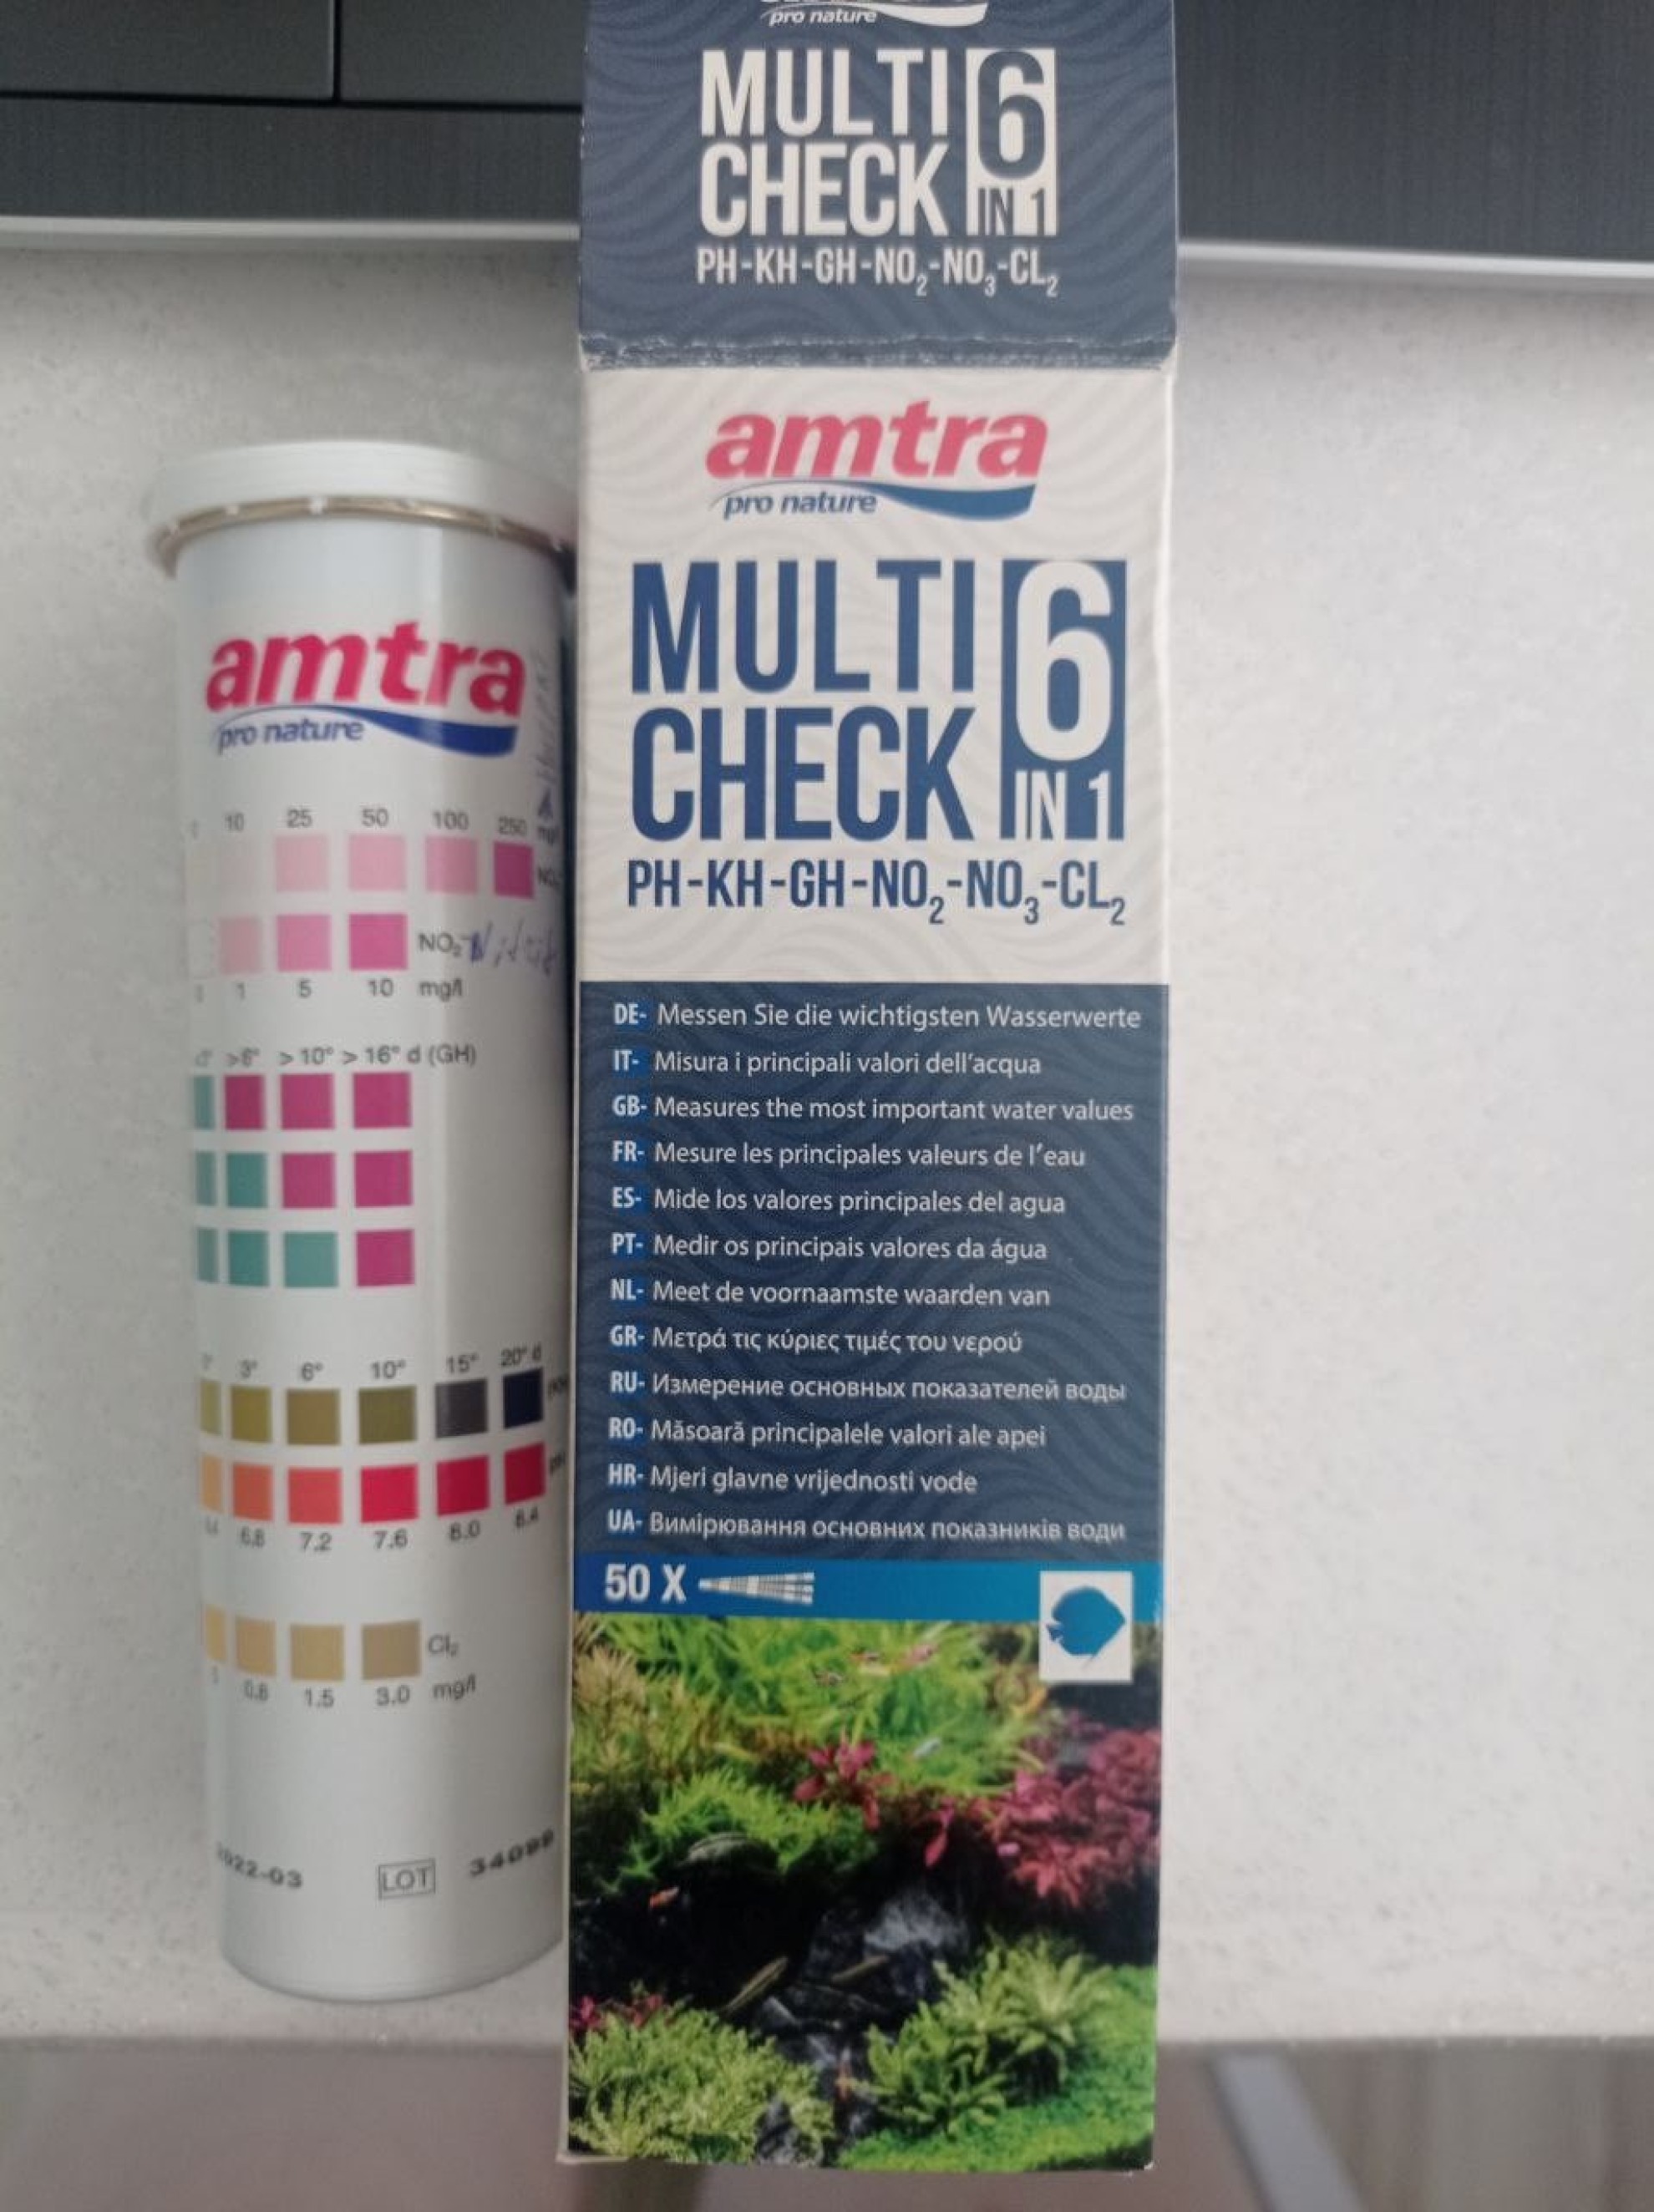 pro nature
MULTI 6
CHECK IN 1
PH-KH-GH-NO2-NO3-CL2
amtra
pro nature
MULTI 6
CHECK IN 1
PH-KH-GH-NO2-NO3-CL2
DE- Messen Sie die wichtigsten Wasserwerte
IT- Misura i principali valori dell'acqua
GB- Measures the most important water values
FR- Mesure les principales valeurs de l'eau
ES- Mide los valores principales del agua
PT- Medir os principais valores da água
NL- Meet de voornaamste waarden van
GR- Μετρά τις κύριες τιμές του νερού
RU- Измерение основных показателей воды
RO- Măsoară principalele valori ale apei
HR- Mjeri glavne vrijednosti vode
UA- Вимірювання основних показників води
50 X
amtra
pro nature
10 25 50 100 250
NO2
1 5 10 mg/l
>6° >10° >16° d (GH)
3° 6° 10° 15° 20° d
6.8 7.2 7.6 8.0 8.4
Cl2
0.8 1.5 3.0 mg/l
LOT